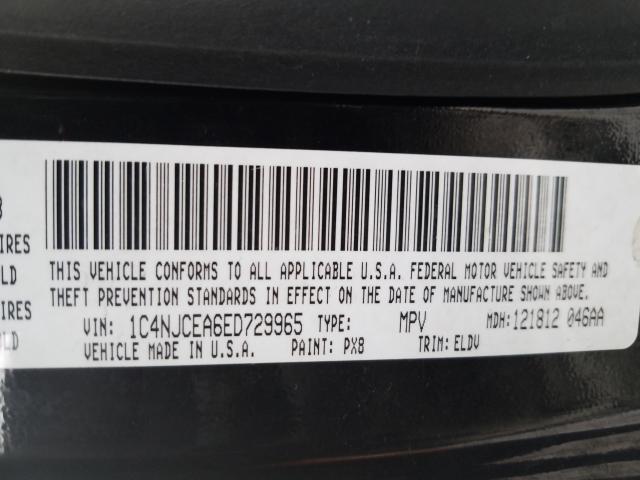 THIS VEHICLE CONFORMS TO ALL APPLICABLE U.S.A. FEDERAL MOTOR VEHICLE SAFETY AND
THEFT PREVENTION STANDARDS IN EFFECT ON THE DATE OF MANUFACTURE SHOWN ABOVE.
VIN: 1C4NJCEA6ED729965 TYPE: MPV MDH: 121812 046AA
VEHICLE MADE IN U.S.A. PAINT: PX8 TRIM: ELDV